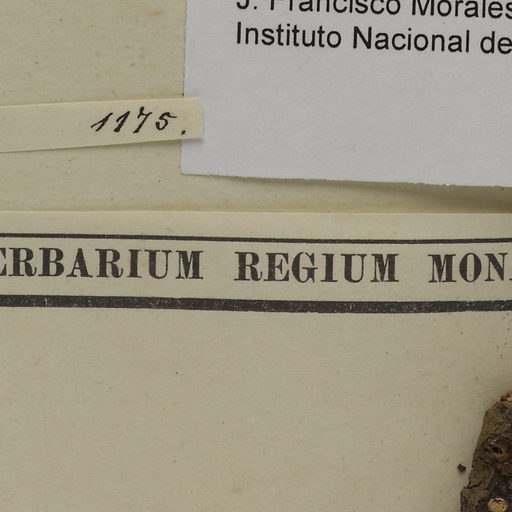 J. Francisco Morales
Instituto Nacional de
1175.
ERBARIUM REGIUM MON